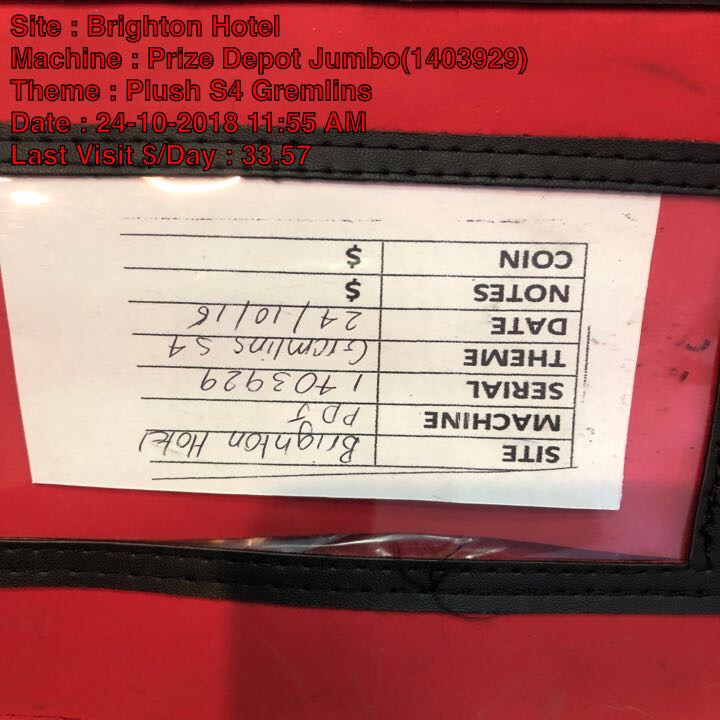 Site : Brighton Hotel
Machine : Prize Depot Jumbo(1403929)
Theme : Plush S4 Gremlins
Date : 24-10-2018 11:55 AM
Last Visit $/Day : 33.57
SITE Brighton Hotel
MACHINE PDJ
SERIAL 1403929
THEME Gremlins S4
DATE 24/10/18
NOTES $
COIN $